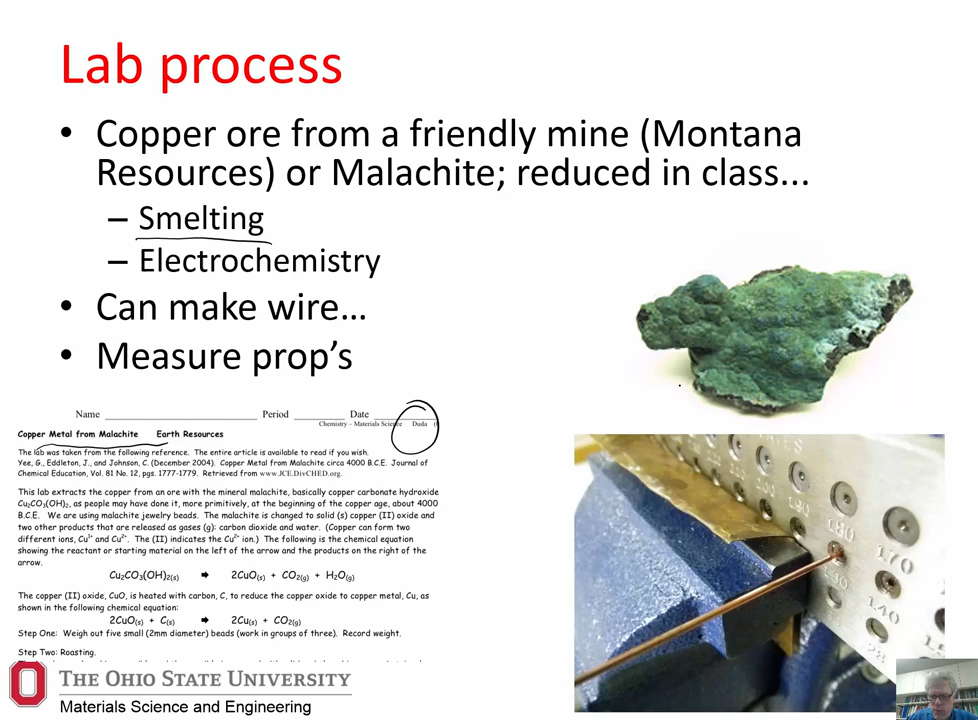 Lab process
• Copper ore from a friendly mine (Montana
Resources) or Malachite; reduced in class...
– Smelting
– Electrochemistry
• Can make wire…
• Measure prop’s
Name Period Date
Chemistry – Materials Science Duda
Copper Metal from Malachite Earth Resources
The lab was taken from the following reference. The entire article is available to read if you wish.
Yee, G., Eddleton, J., and Johnson, C. (December 2004). Copper Metal from Malachite circa 4000 B.C.E. Journal of
Chemical Education, Vol. 81 No. 12, pgs. 1777-1779. Retrieved from www.JCE.DivCHED.org.
This lab extracts the copper from an ore with the mineral malachite, basically copper carbonate hydroxide
Cu2CO3(OH)2, as people may have done it, more primitively, at the beginning of the copper age, about 4000
B.C.E. We are using malachite jewelry beads. The malachite is changed to solid (s) copper (II) oxide and
two other products that are released as gases (g): carbon dioxide and water. (Copper can form two
different ions, Cu1+ and Cu2+. The (II) indicates the Cu2+ ion.) The following is the chemical equation
showing the reactant or starting material on the left of the arrow and the products on the right of the
arrow.
Cu2CO3(OH)2(s) ➡ 2CuO(s) + CO2(g) + H2O(g)
The copper (II) oxide, CuO, is heated with carbon, C, to reduce the copper oxide to copper metal, Cu, as
shown in the following chemical equation:
2CuO(s) + C(s) ➡ 2Cu(s) + CO2(g)
Step One: Weigh out five small (2mm diameter) beads (work in groups of three). Record weight.
Step Two: Roasting.
180
170
130
140
THE OHIO STATE UNIVERSITY
Materials Science and Engineering